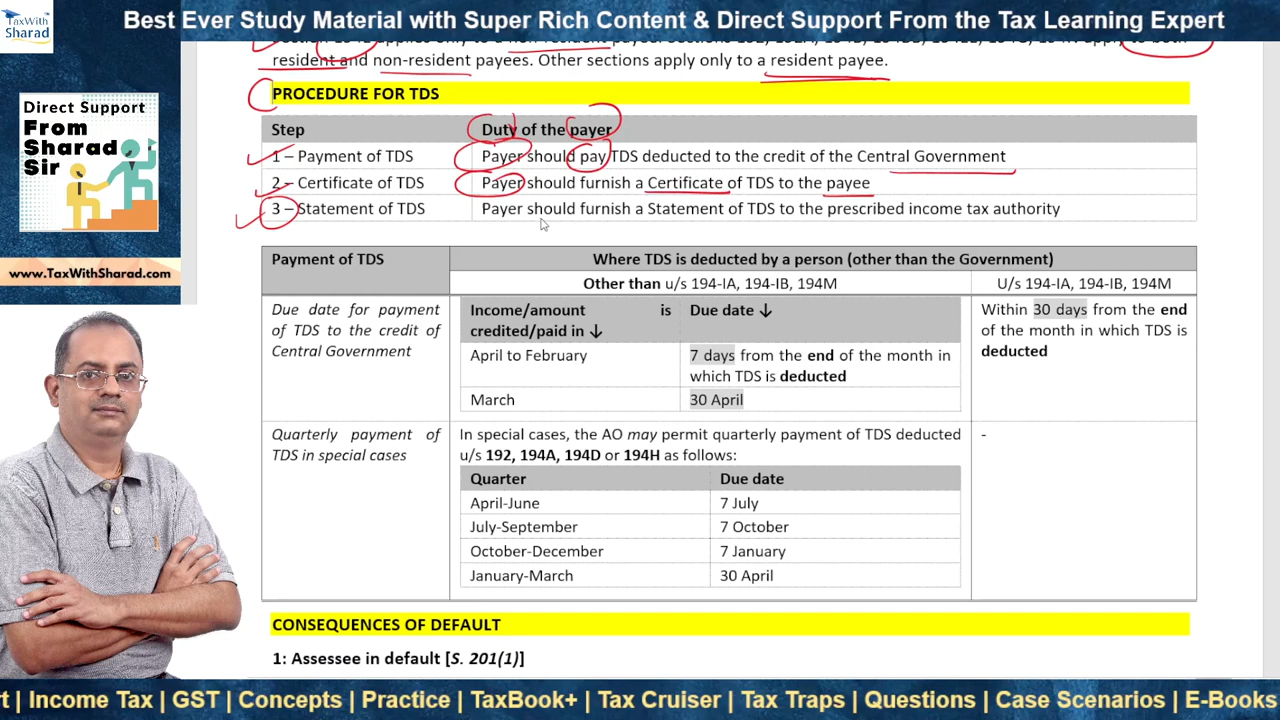 TaxWith
Sharad
Best Ever Study Material with Super Rich Content & Direct Support From the Tax Learning Expert
resident and non-resident payees. Other sections apply only to a resident payee.
PROCEDURE FOR TDS
Step Duty of the payer
1 – Payment of TDS Payer should pay TDS deducted to the credit of the Central Government
2 – Certificate of TDS Payer should furnish a Certificate of TDS to the payee
3 – Statement of TDS Payer should furnish a Statement of TDS to the prescribed income tax authority
Direct Support
From
Sharad
Sir
www.TaxWithSharad.com
Payment of TDS Where TDS is deducted by a person (other than the Government)
Other than u/s 194-IA, 194-IB, 194M U/s 194-IA, 194-IB, 194M
Due date for payment of TDS to the credit of Central Government
Income/amount is Due date ↓
credited/paid in ↓
April to February 7 days from the end of the month in
which TDS is deducted
March 30 April
Within 30 days from the end
of the month in which TDS is
deducted
Quarterly payment of
TDS in special cases
In special cases, the AO may permit quarterly payment of TDS deducted
u/s 192, 194A, 194D or 194H as follows:
-
Quarter Due date
April-June 7 July
July-September 7 October
October-December 7 January
January-March 30 April
CONSEQUENCES OF DEFAULT
1: Assessee in default [S. 201(1)]
| Income Tax | GST | Concepts | Practice | TaxBook+ | Tax Cruiser | Tax Traps | Questions | Case Scenarios | E-Books